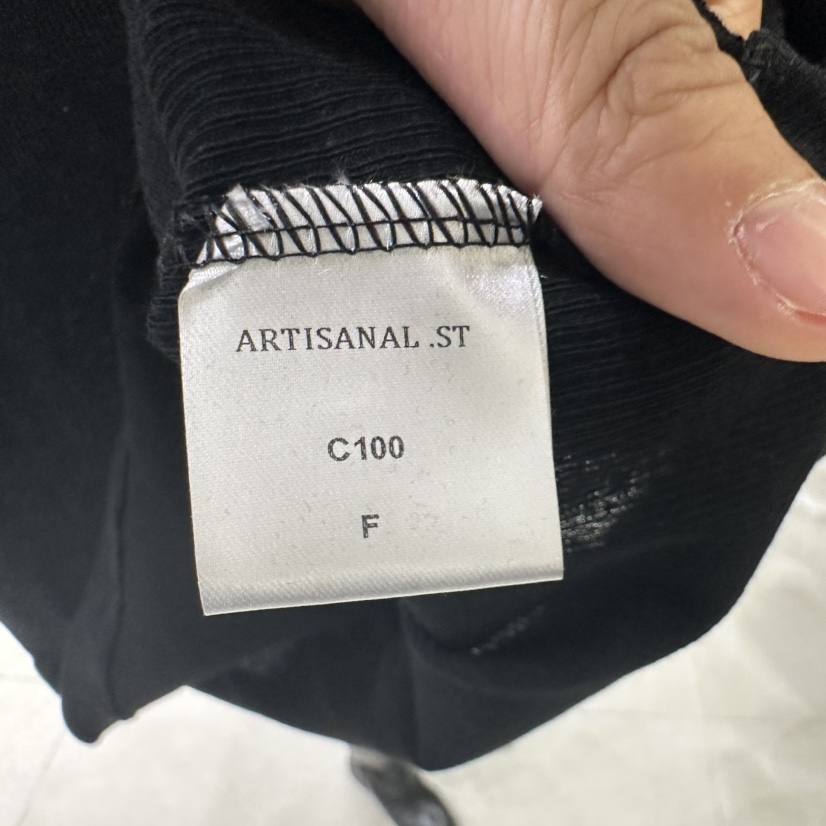 ARTISANAL .ST
C100
F